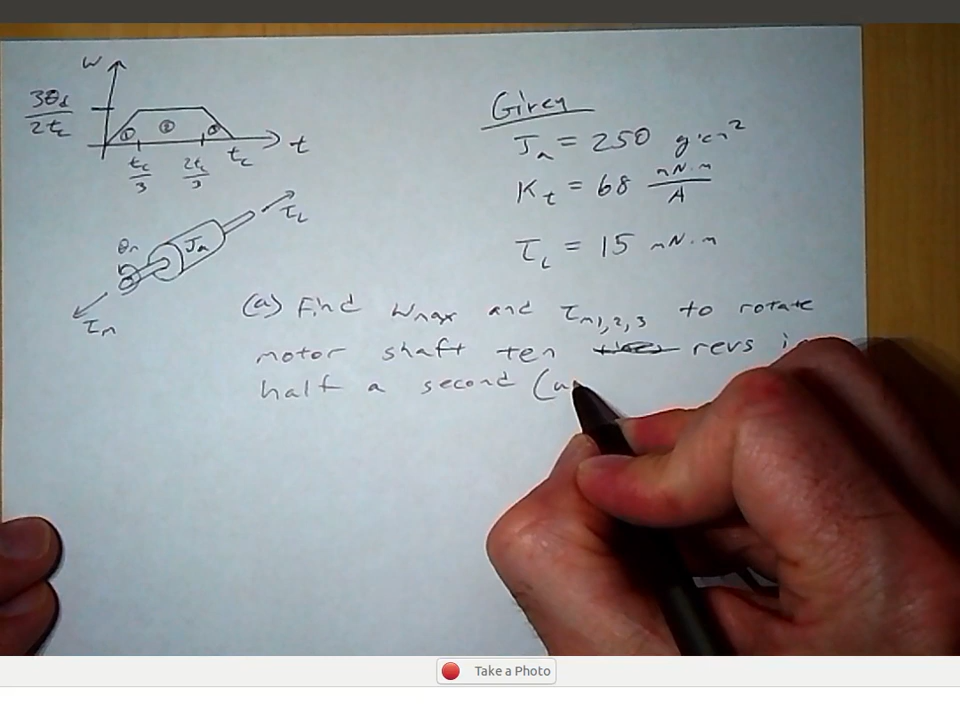 ω
3θd
2tc
① ② ③
t
tc
3
2tc
3
tc
τL
θm
Jm
τm
Given
Jm = 250 g·cm²
Kt = 68 mN·m
A
τL = 15 mN·m
(a) Find ωmax and τm1,2,3 to rotate
motor shaft ten revs
half a second (u
Take a Photo